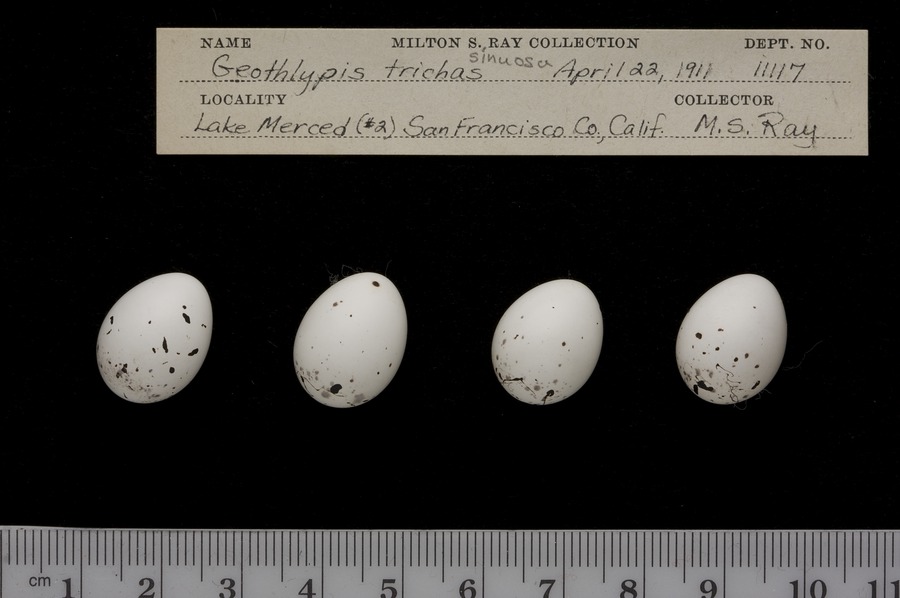 NAME MILTON S. RAY COLLECTION DEPT. NO.
Geothlypis trichas sinuosa April 22, 1911 11117
LOCALITY COLLECTOR
Lake Merced (#2) San Francisco Co., Calif. M.S. Ray
cm 1 2 3 4 5 6 7 8 9 10 11